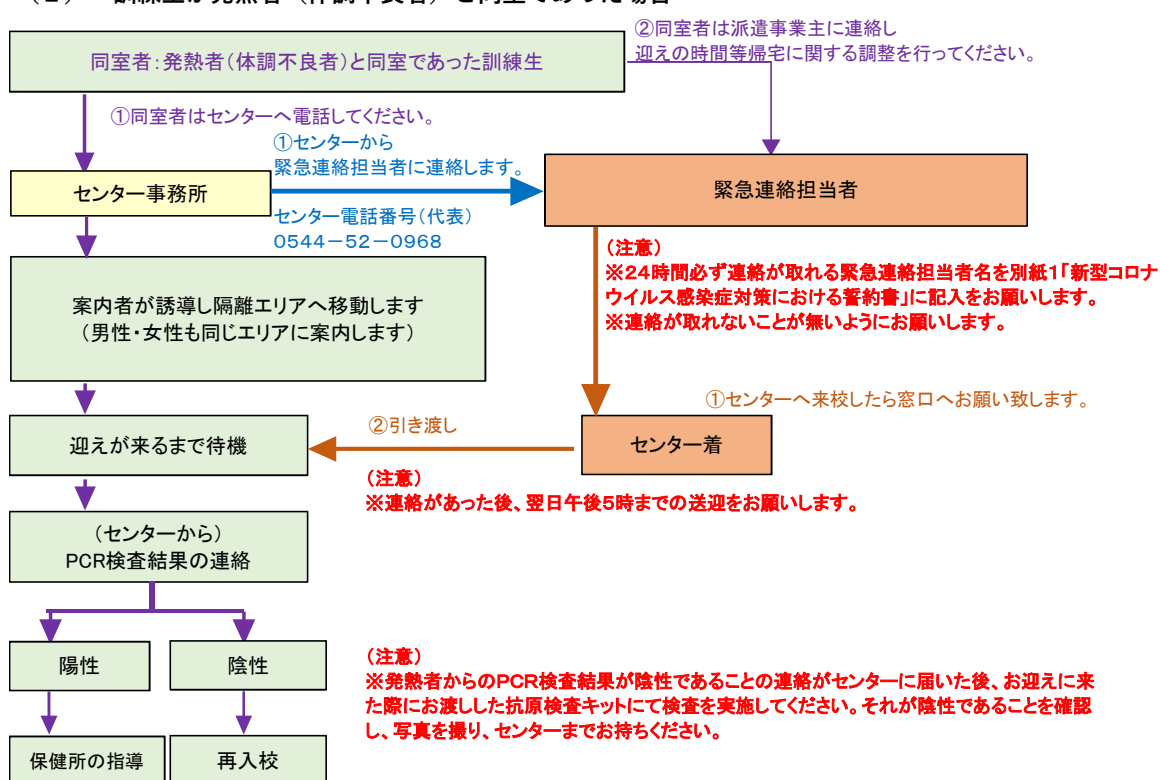 （２）　訓練生が発熱者（体調不良者）と同室であった場合
②同室者は派遣事業主に連絡し
迎えの時間等帰宅に関する調整を行ってください。
同室者：発熱者（体調不良者）と同室であった訓練生
①同室者はセンターへ電話してください。
①センターから
緊急連絡担当者に連絡します。
センター事務所
緊急連絡担当者
センター電話番号（代表）
０５４４－５２－０９６８
（注意）
※２４時間必ず連絡が取れる緊急連絡担当者名を別紙１「新型コロナ
ウイルス感染症対策における誓約書」に記入をお願いします。
※連絡が取れないことが無いようにお願いします。
案内者が誘導し隔離エリアへ移動します
（男性・女性も同じエリアに案内します）
①センターへ来校したら窓口へお願い致します。
②引き渡し
迎えが来るまで待機
センター着
（注意）
※連絡があった後、翌日午後５時までの送迎をお願いします。
（センターから）
PCR検査結果の連絡
陽性
陰性
（注意）
※発熱者からのPCR検査結果が陰性であることの連絡がセンターに届いた後、お迎えに来
た際にお渡しした抗原検査キットにて検査を実施してください。それが陰性であることを確認
し、写真を撮り、センターまでお持ちください。
保健所の指導
再入校